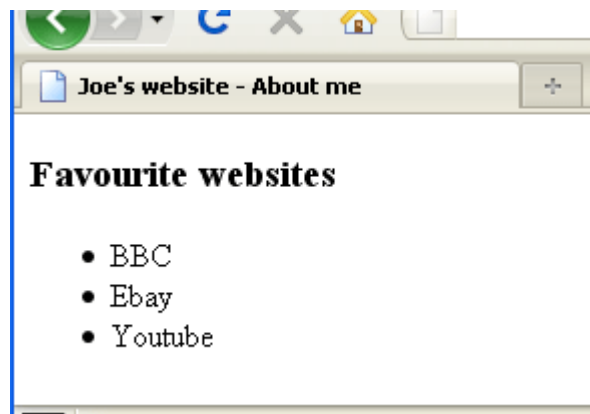 Joe's website - About me
Favourite websites
• BBC
• Ebay
• Youtube